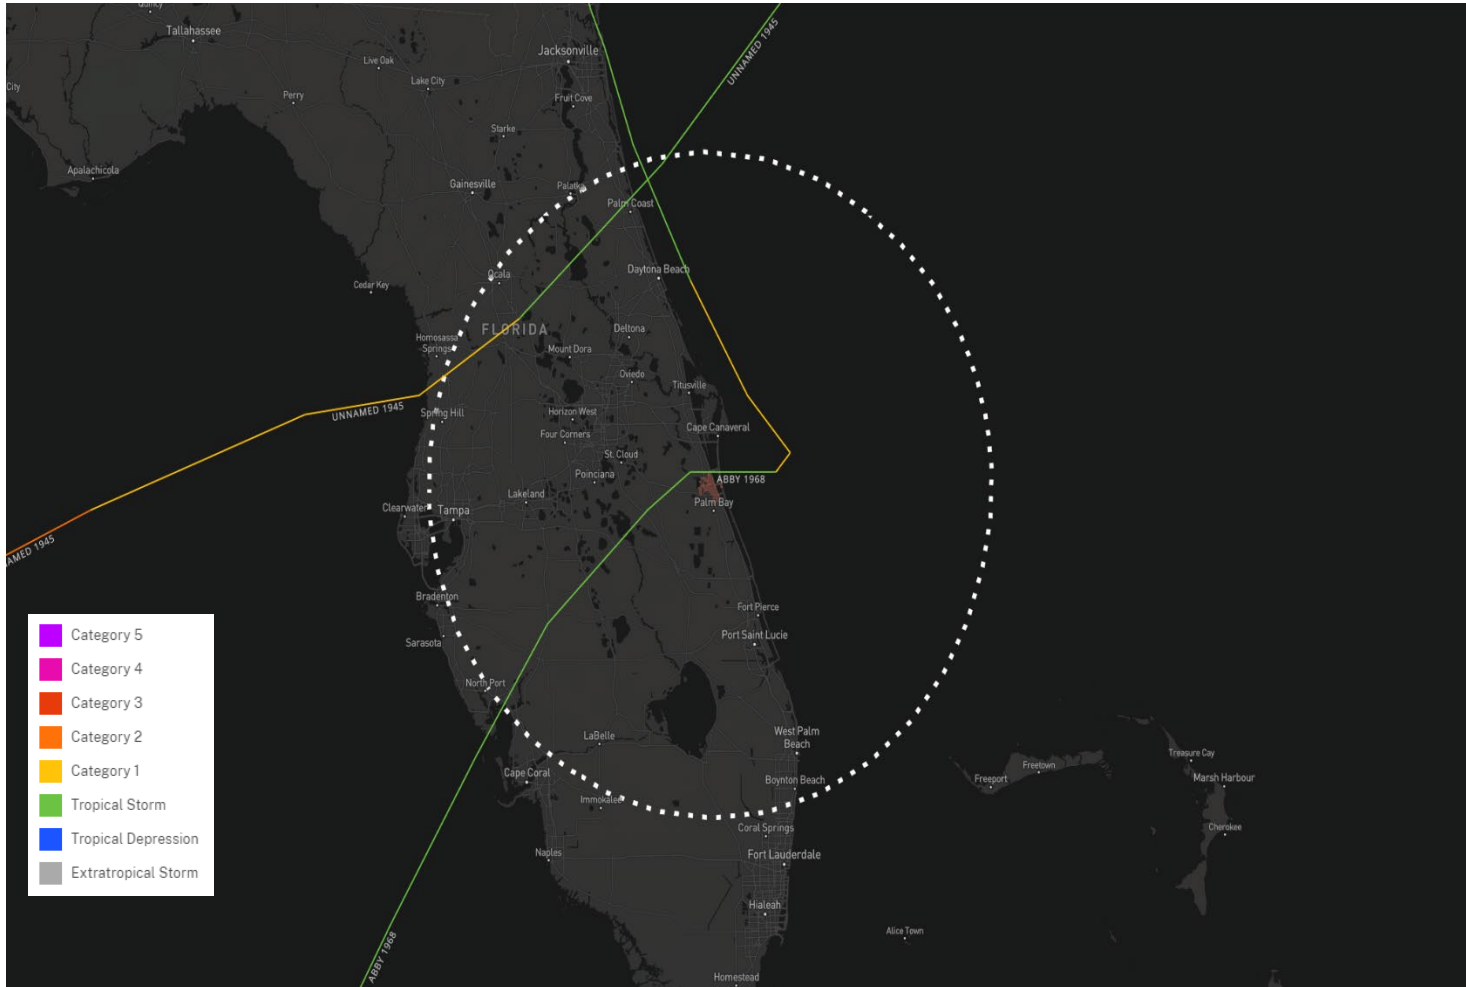 Quincy
Tallahassee
Jacksonville
Live Oak
Lake City
City
Perry
Fruit Cove
Starke
UNNAMED 1945
Apalachicola
Gainesville
Palatka
Palm Coast
Ocala
Daytona Beach
Cedar Key
FLORIDA
Deltona
Homosassa
Springs
Mount Dora
Oviedo
Titusville
UNNAMED 1945
Spring Hill
Horizon West
Four Corners
Cape Canaveral
St. Cloud
Poinciana
ABBY 1968
Lakeland
Palm Bay
Clearwater
Tampa
NAMED 1945
Bradenton
Fort Pierce
Sarasota
Port Saint Lucie
North Port
LaBelle
West Palm
Beach
Cape Coral
Boynton Beach
Immokalee
Coral Springs
Naples
Fort Lauderdale
Hialeah
Homestead
ABBY 1968
Alice Town
Freeport
Freetown
Treasure Cay
Marsh Harbour
Cherokee
Category 5
Category 4
Category 3
Category 2
Category 1
Tropical Storm
Tropical Depression
Extratropical Storm